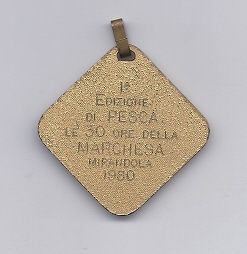 1ª
EDIZIONE
DI PESCA
LE 30 ORE DELLA
MARCHESA
MIRANDOLA
1980